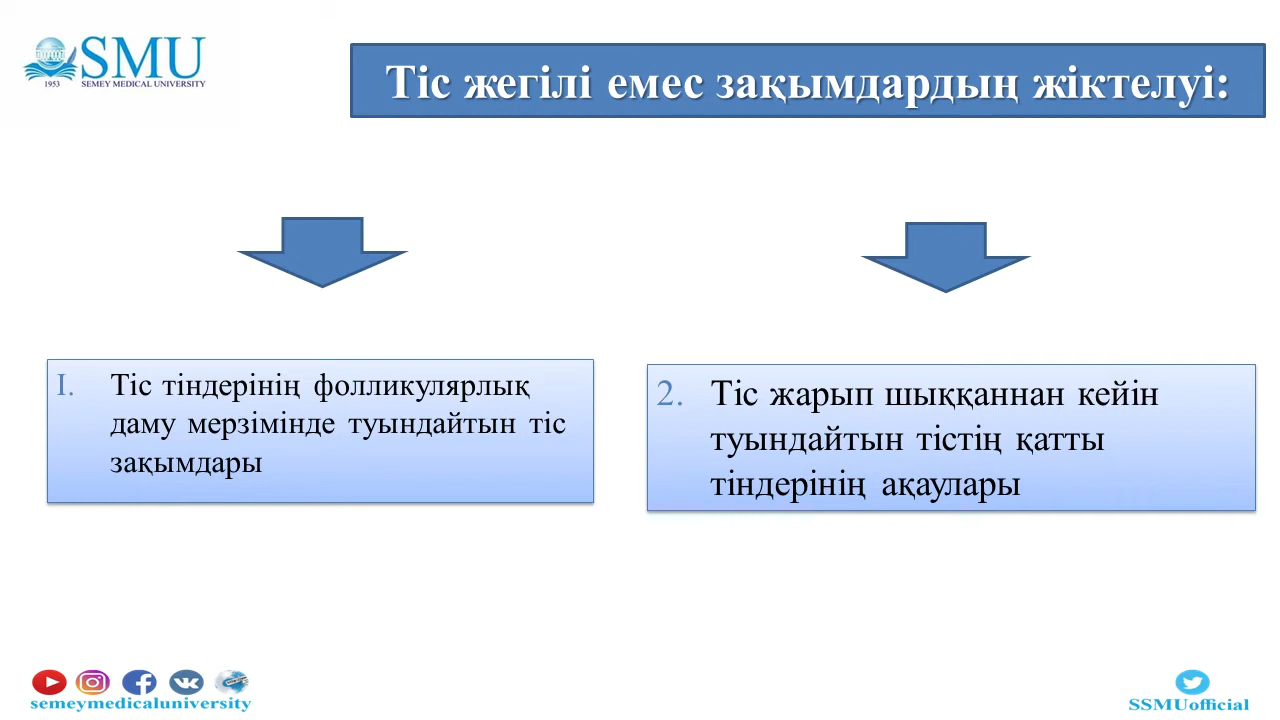 SMU
1953 SEMEY MEDICAL UNIVERSITY
Тіс жегілі емес зақымдардың жіктелуі:
I. Тіс тіндерінің фолликулярлық
даму мерзімінде туындайтын тіс
зақымдары
2. Тіс жарып шыққаннан кейін
туындайтын тістің қатты
тіндерінің ақаулары
semeymedicaluniversity
SSMUofficial